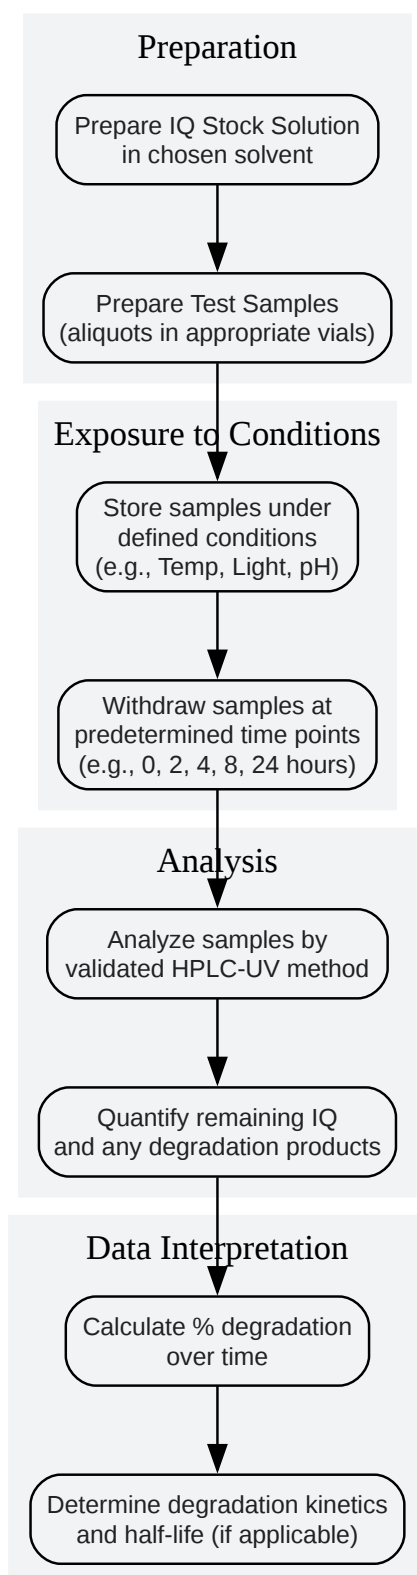 Preparation
Prepare IQ Stock Solution
in chosen solvent
Prepare Test Samples
(aliquots in appropriate vials)
Exposure to Conditions
Store samples under
defined conditions
(e.g., Temp, Light, pH)
Withdraw samples at
predetermined time points
(e.g., 0, 2, 4, 8, 24 hours)
Analysis
Analyze samples by
validated HPLC-UV method
Quantify remaining IQ
and any degradation products
Data Interpretation
Calculate % degradation
over time
Determine degradation kinetics
and half-life (if applicable)